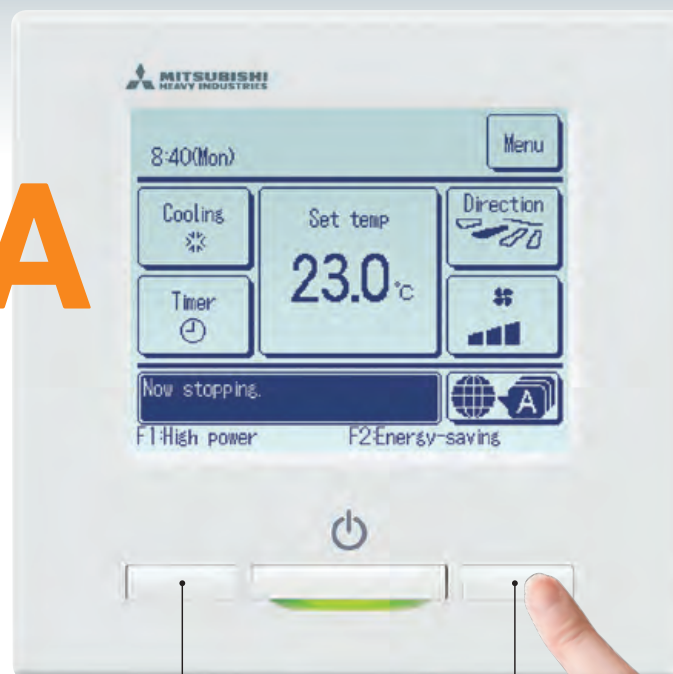 MITSUBISHI
HEAVY INDUSTRIES
8:40(Mon)
Menu
Cooling
Set temp
Direction
23.0 °C
Timer
Now stopping.
A
F1:High power
F2:Energy-saving
A